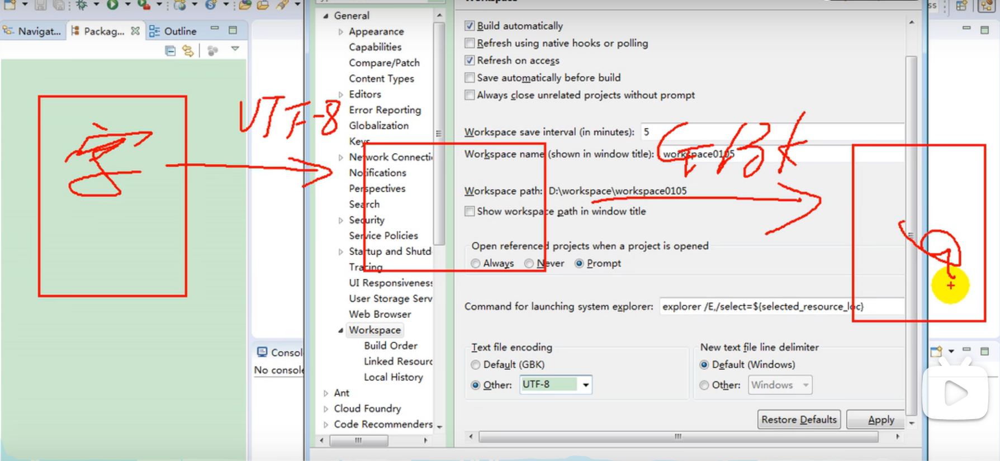 ss
Navigat...
Packag...
Outline
General
Appearance
Capabilities
Compare/Patch
Content Types
Editors
Error Reporting
Globalization
Keys
Network Connecti
Notifications
Perspectives
Search
Security
Service Policies
Startup and Shutd
Tracing
UI Responsiveness
User Storage Serv
Web Browser
Workspace
Build Order
Linked Resourc
Local History
Ant
Cloud Foundry
Code Recommenders
Build automatically
Refresh using native hooks or polling
Refresh on access
Save automatically before build
Always close unrelated projects without prompt
Workspace save interval (in minutes): 5
Workspace name (shown in window title): workspace0105
Workspace path: D:\workspace\workspace0105
Show workspace path in window title
Open referenced projects when a project is opened
Always Never Prompt
Command for launching system explorer: explorer /E,/select=${selected_resource_loc}
Text file encoding
Default (GBK)
Other: UTF-8
New text file line delimiter
Default (Windows)
Other: Windows
Restore Defaults Apply
Consol
No console
UTF-8
GBK